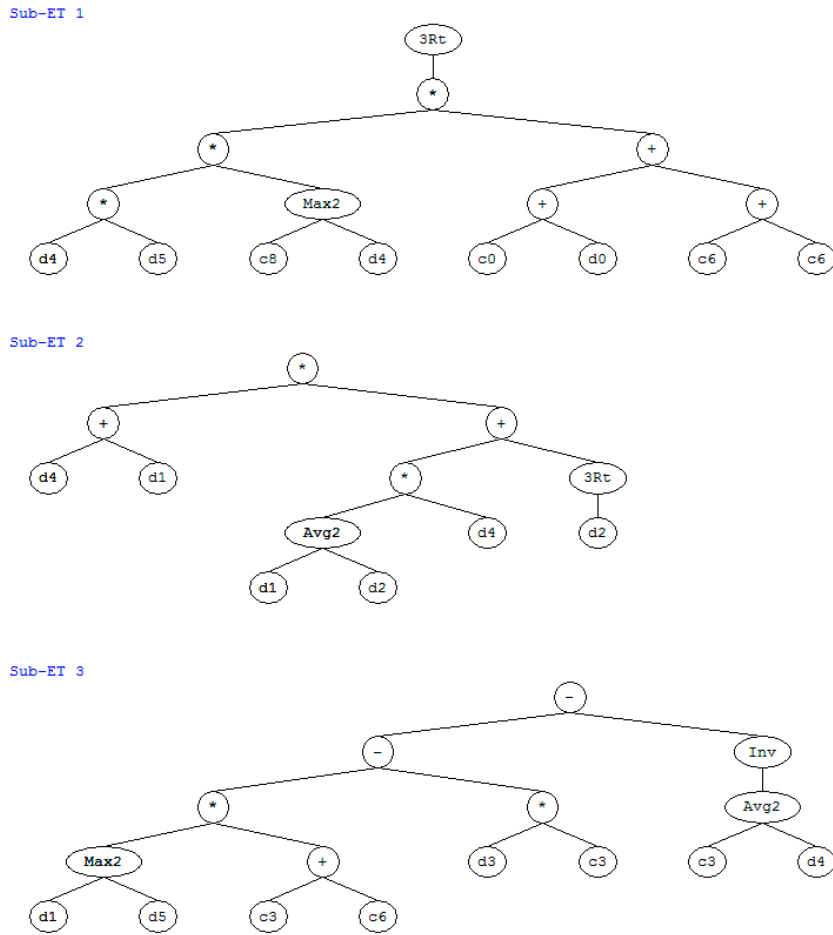 Sub-ET 1
3Rt
*
* +
* Max2 + +
d4 d5 c8 d4 c0 d0 c6 c6
Sub-ET 2
*
+ +
d4 d1 * 3Rt
Avg2 d4 d2
d1 d2
Sub-ET 3
-
- Inv
* * Avg2
Max2 + d3 c3 c3 d4
d1 d5 c3 c6